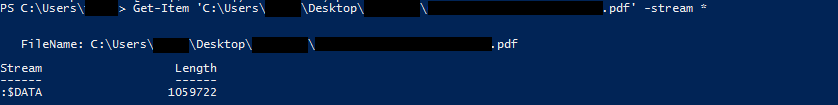 PS C:\Users\ > Get-Item 'C:\Users\ \Desktop\ \ .pdf' -stream *
FileName: C:\Users\ \Desktop\ \ .pdf
Stream Length
------ ------
:$DATA 1059722